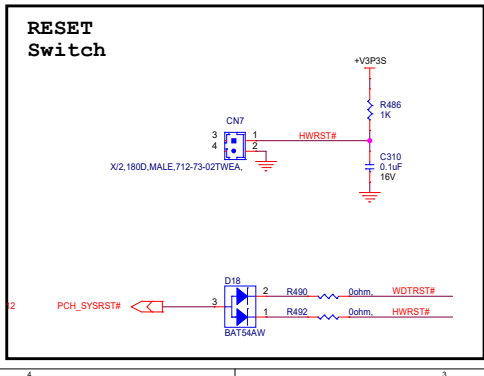 RESET
Switch
+V3P3S
R486
1K
CN7
3 1 HWRST#
4 2
C310
0.1uF
16V
X/2,180D,MALE,712-73-02TWEA,
D18
2 R490 0ohm, WDTRST#
PCH_SYSRST# 3
1 R492 0ohm, HWRST#
BAT54AW
4 3